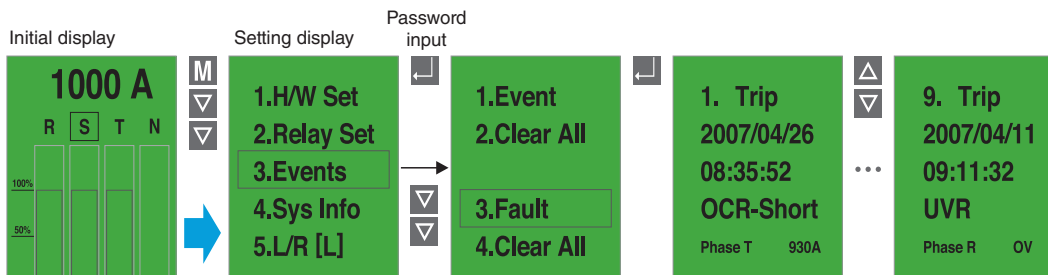 Initial display
1000 A
R S T N
100%
50%
M
Setting display
1.H/W Set
2.Relay Set
3.Events
4.Sys Info
5.L/R [L]
Password
input
1.Event
2.Clear All
3.Fault
4.Clear All
1. Trip
2007/04/26
08:35:52
OCR-Short
Phase T 930A
...
9. Trip
2007/04/11
09:11:32
UVR
Phase R OV